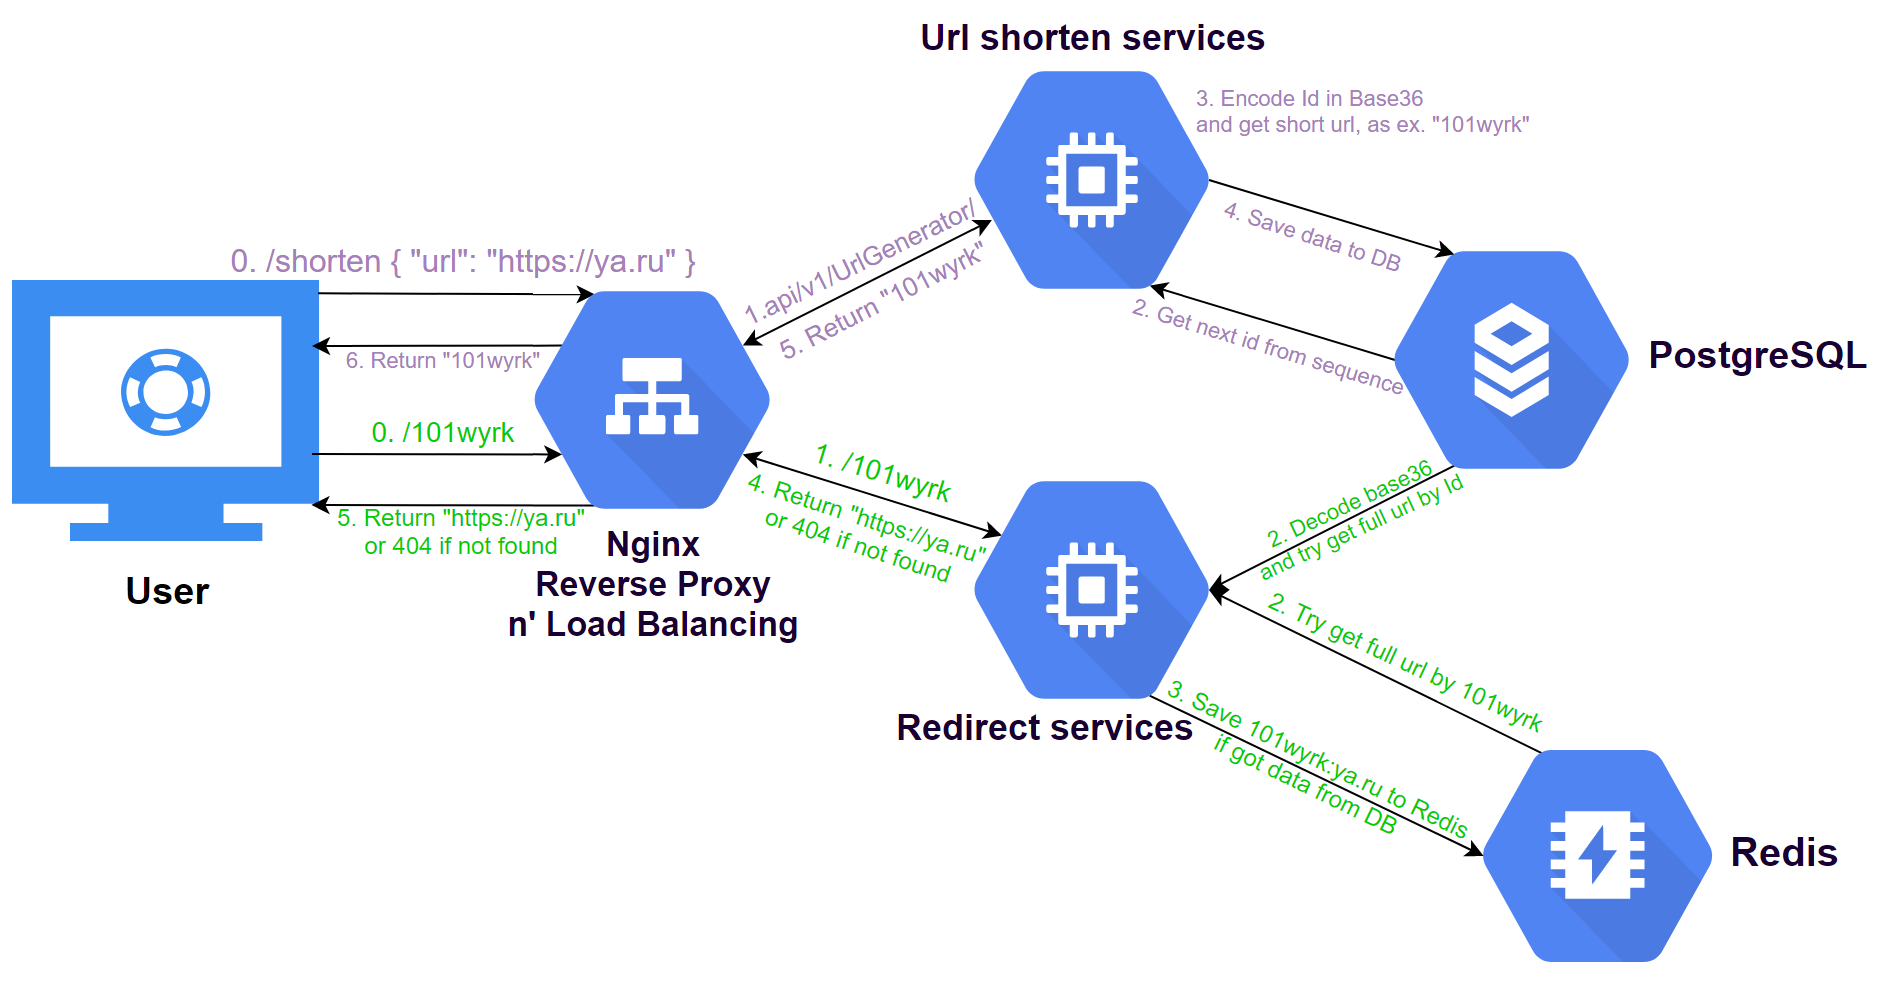 Url shorten services
3. Encode Id in Base36
and get short url, as ex. "101wyrk"
4. Save data to DB
2. Get next id from sequence
PostgreSQL
0. /shorten { "url": "https://ya.ru" }
1.api/v1/UrlGenerator/
5. Return "101wyrk"
6. Return "101wyrk"
0. /101wyrk
5. Return "https://ya.ru"
or 404 if not found
User
Nginx
Reverse Proxy
n' Load Balancing
1. /101wyrk
4. Return "https://ya.ru"
or 404 if not found
2. Decode base36
and try get full url by Id
2. Try get full url by 101wyrk
Redirect services
3. Save 101wyrk:ya.ru to Redis
if got data from DB
Redis